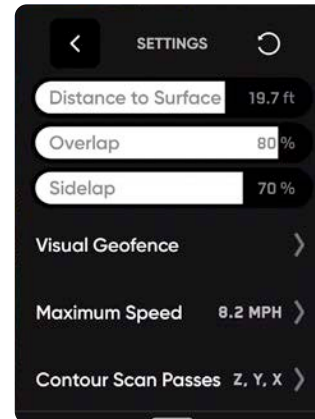 SETTINGS
Distance to Surface 19.7 ft
Overlap 80 %
Sidelap 70 %
Visual Geofence
Maximum Speed 8.2 MPH
Contour Scan Passes Z, Y, X